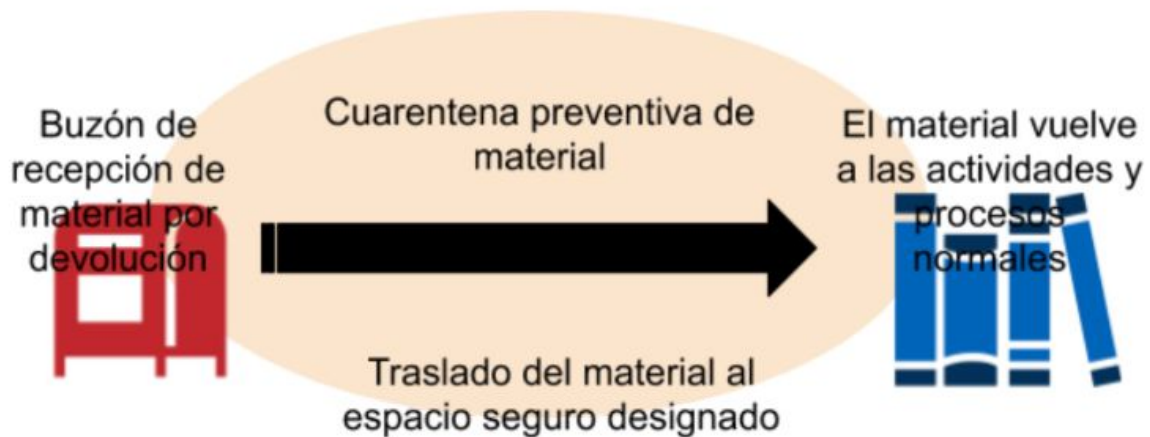 Buzón de
recepción de
material por
devolución
Cuarentena preventiva de
material
Traslado del material al
espacio seguro designado
El material vuelve
a las actividades y
procesos
normales